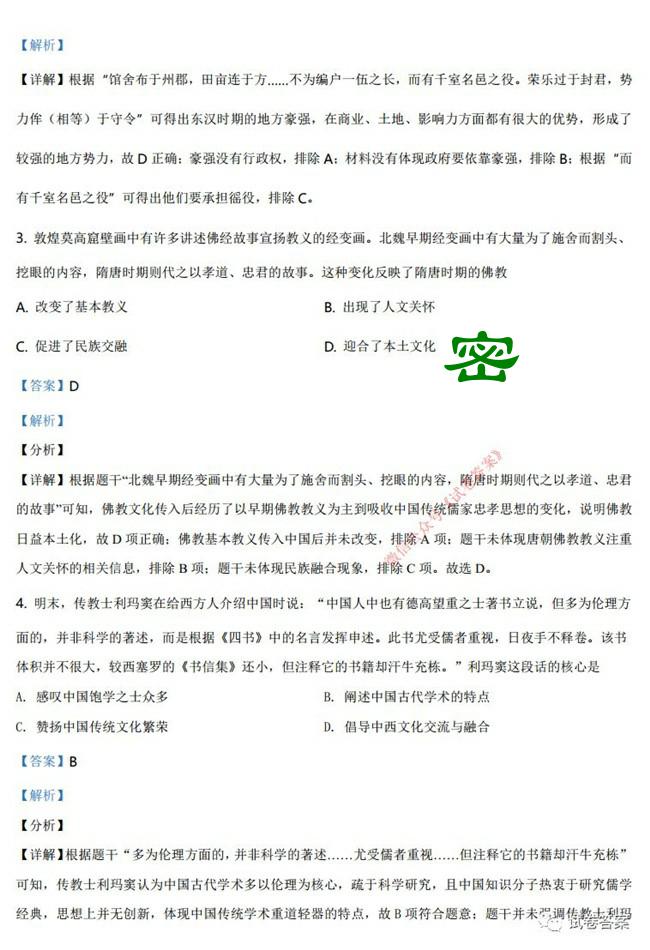 【解析】
【详解】根据“馆舍布于州郡，田亩连于方……不为编户一伍之长，而有千室名邑之役。荣乐过于封君，势
力侔（相等）于守令”可得出东汉时期的地方豪强，在商业、土地、影响力方面都有很大的优势，形成了
较强的地方势力，故D正确；豪强没有行政权，排除A；材料没有体现政府要依靠豪强，排除B；根据“而
有千室名邑之役”可得出他们要承担徭役，排除C。
3. 敦煌莫高窟壁画中有许多讲述佛经故事宣扬教义的经变画。北魏早期经变画中有大量为了施舍而割头、
挖眼的内容，隋唐时期则代之以孝道、忠君的故事。这种变化反映了隋唐时期的佛教
A. 改变了基本教义 B. 出现了人文关怀
C. 促进了民族交融 D. 迎合了本土文化
密
【答案】D
【解析】
【分析】
【详解】根据题干“北魏早期经变画中有大量为了施舍而割头、挖眼的内容，隋唐时期则代之以孝道、忠君
的故事”可知，佛教文化传入后经历了以早期佛教教义为主到吸收中国传统儒家忠孝思想的变化，说明佛教
日益本土化，故D项正确；佛教基本教义传入中国后并未改变，排除A项；题干未体现唐朝佛教教义注重
人文关怀的相关信息，排除B项；题干未体现民族融合现象，排除C项。故选D。
微信公众号《试卷答案》
4. 明末，传教士利玛窦在给西方人介绍中国时说：“中国人中也有德高望重之士著书立说，但多为伦理方
面的，并非科学的著述，而是根据《四书》中的名言发挥申述。此书尤受儒者重视，日夜手不释卷。该书
体积并不很大，较西塞罗的《书信集》还小，但注释它的书籍却汗牛充栋。”利玛窦这段话的核心是
A. 感叹中国饱学之士众多 B. 阐述中国古代学术的特点
C. 赞扬中国传统文化繁荣 D. 倡导中西文化交流与融合
【答案】B
【解析】
【分析】
【详解】根据题干“多为伦理方面的，并非科学的著述……尤受儒者重视……但注释它的书籍却汗牛充栋”
可知，传教士利玛窦认为中国古代学术多以伦理为核心，疏于科学研究，且中国知识分子热衷于研究儒学
经典，思想上并无创新，体现中国传统学术重道轻器的特点，故B项符合题意；题干并未强调传教士利玛
试卷答案